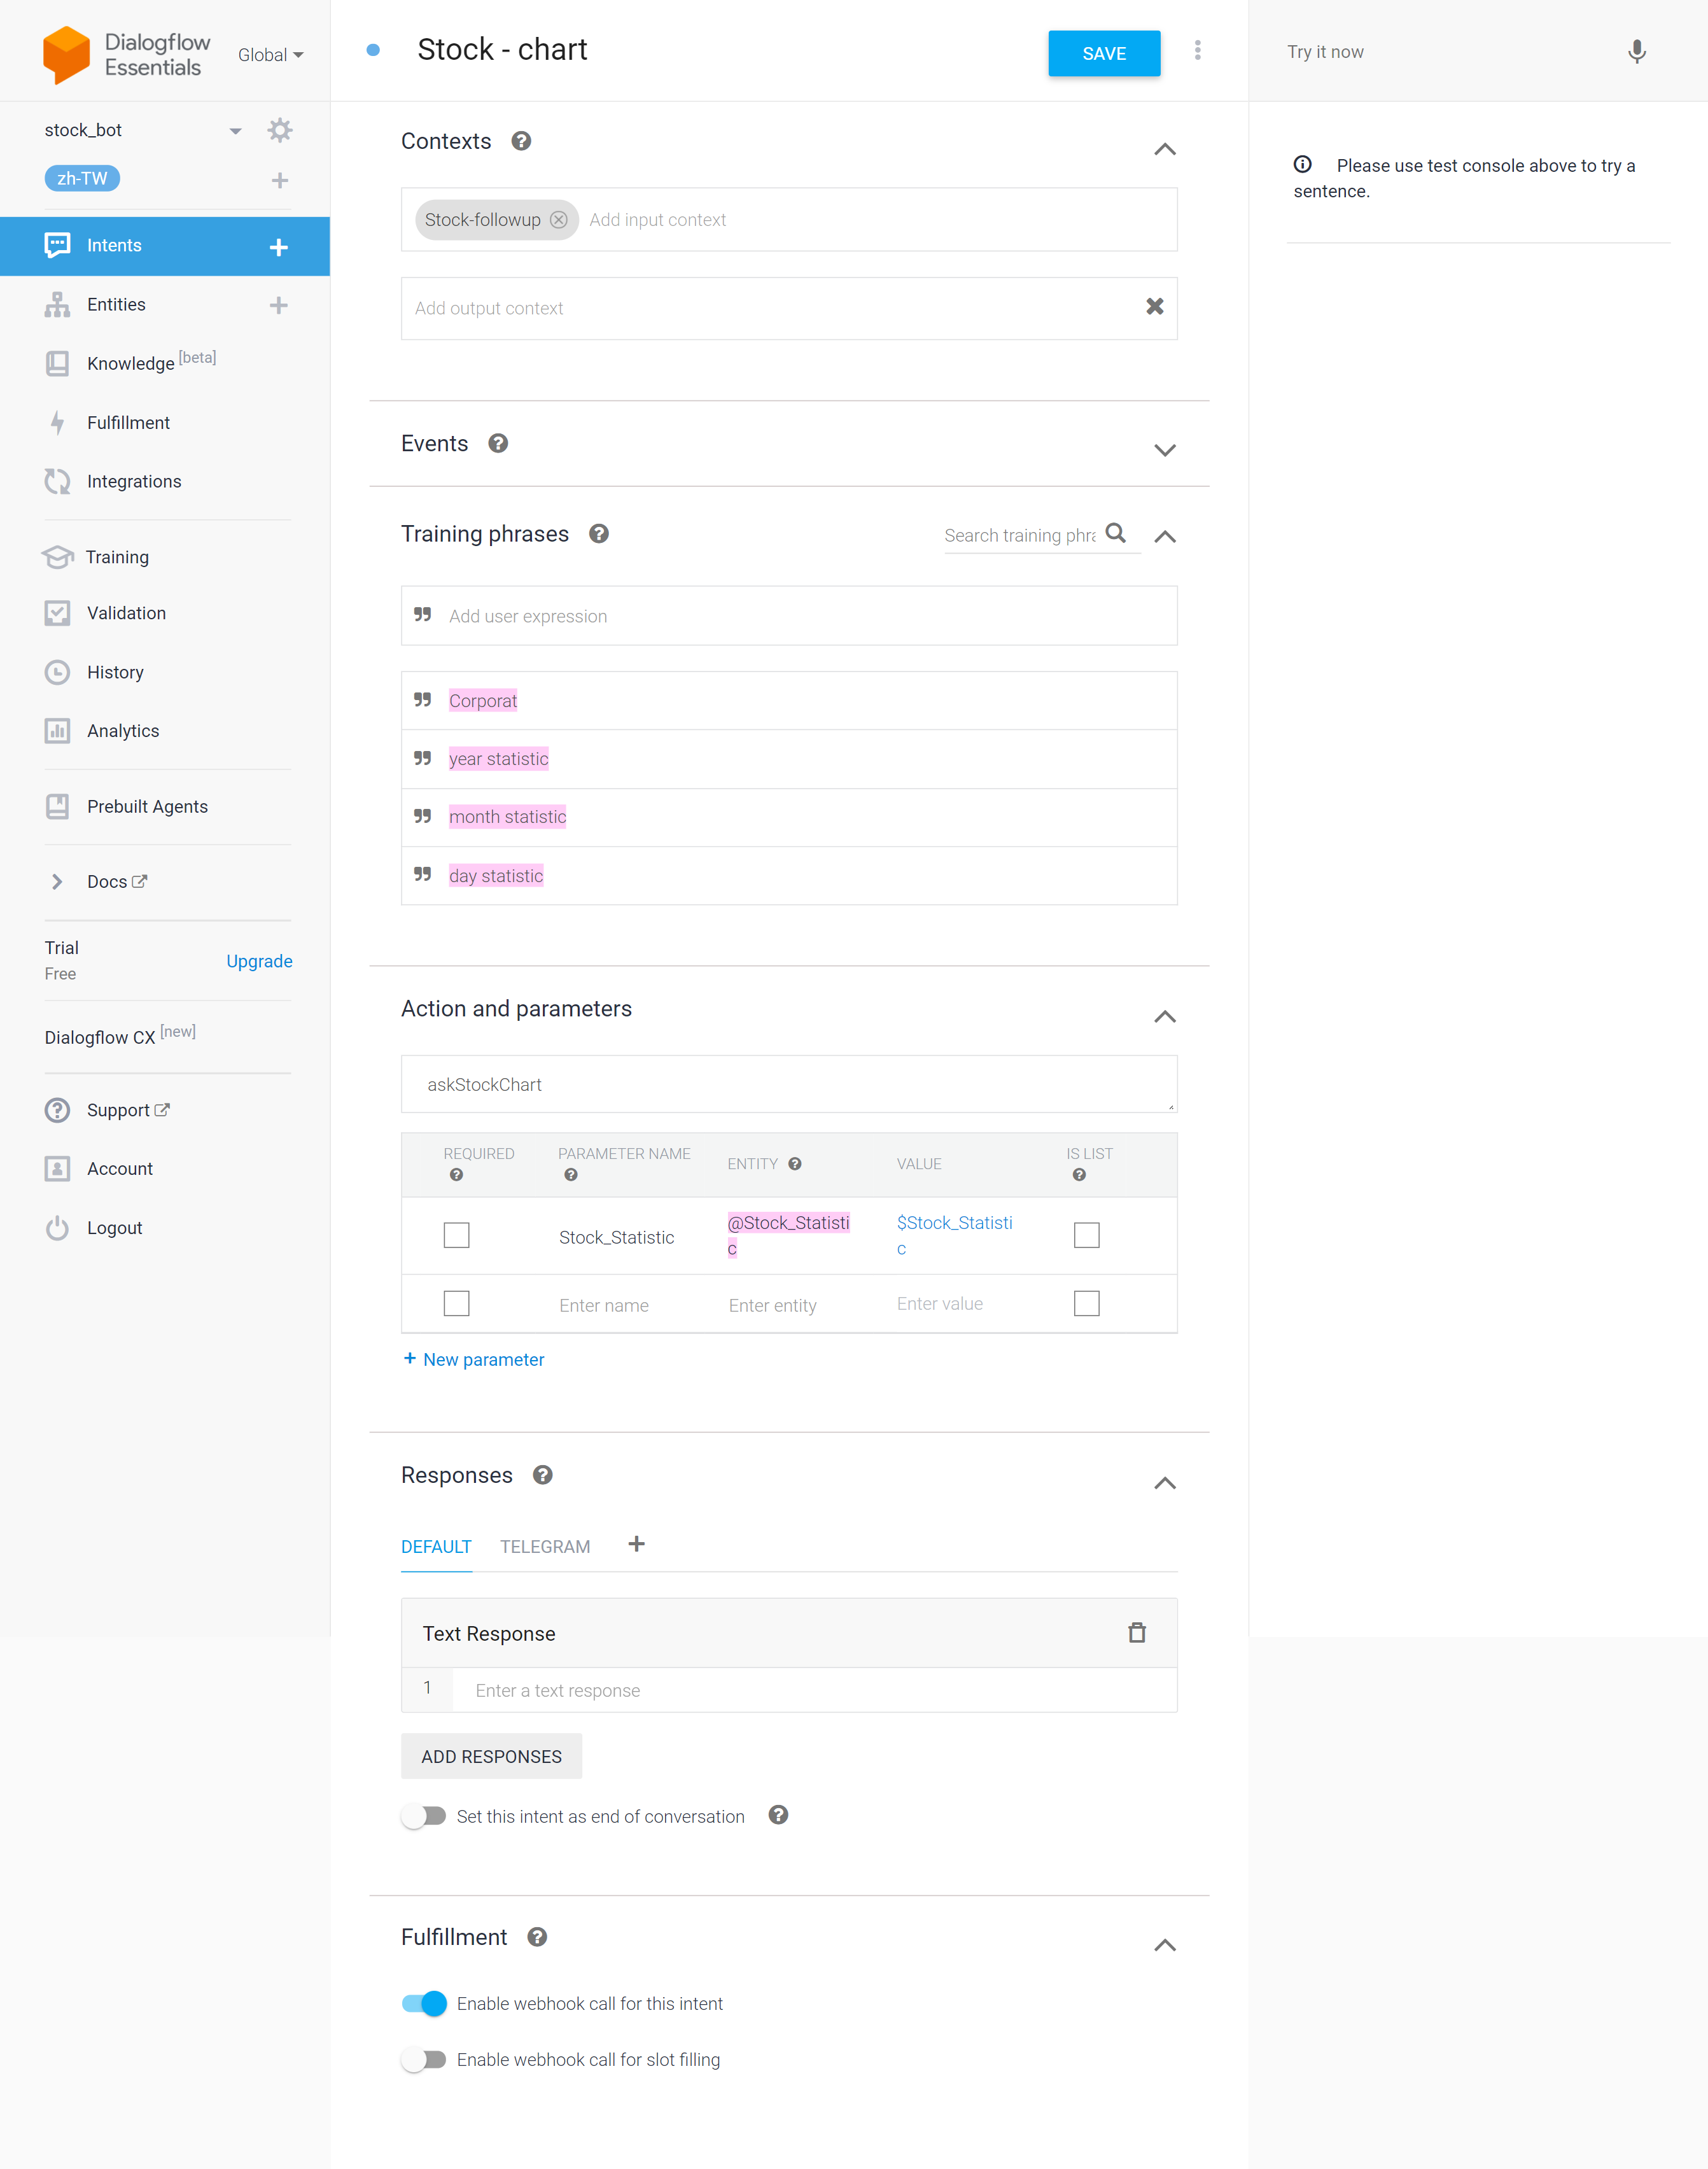 Dialogflow
Essentials
Global
stock_bot
zh-TW
Intents
Entities
Knowledge [beta]
Fulfillment
Integrations
Training
Validation
History
Analytics
Prebuilt Agents
Docs
Trial
Free
Upgrade
Dialogflow CX [new]
Support
Account
Logout
Stock - chart
SAVE
Contexts
Stock-followup
Add input context
Add output context
Events
Training phrases
Search training phra
Add user expression
Corporat
year statistic
month statistic
day statistic
Action and parameters
askStockChart
REQUIRED
PARAMETER NAME
ENTITY
VALUE
IS LIST
Stock_Statistic
@Stock_Statisti
c
$Stock_Statisti
c
Enter name
Enter entity
Enter value
+ New parameter
Responses
DEFAULT
TELEGRAM
Text Response
1
Enter a text response
ADD RESPONSES
Set this intent as end of conversation
Fulfillment
Enable webhook call for this intent
Enable webhook call for slot filling
Try it now
Please use test console above to try a
sentence.